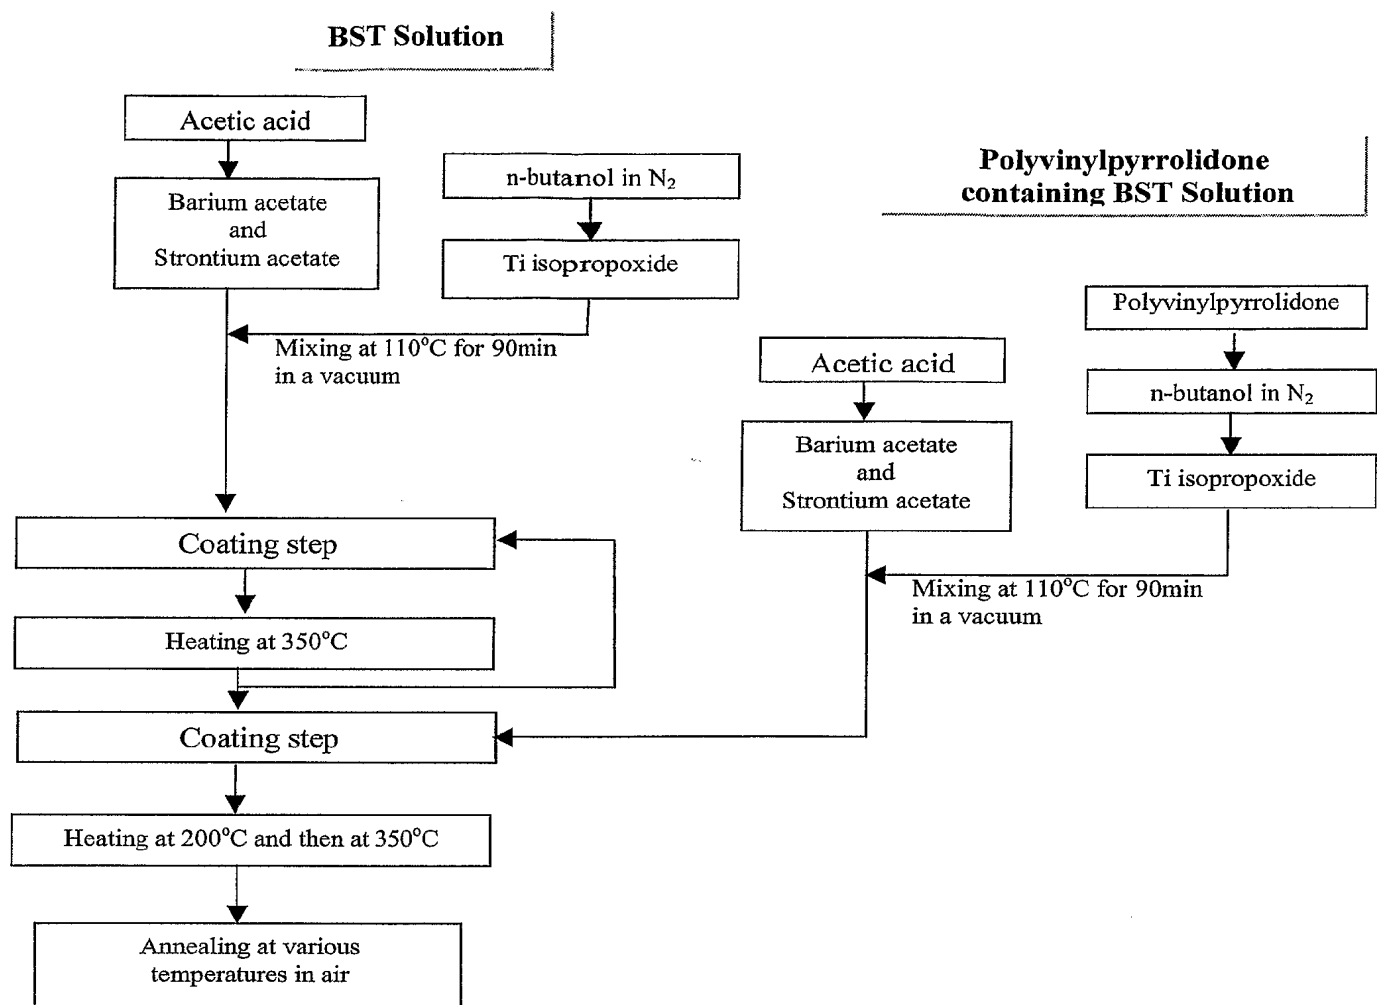 BST Solution
Acetic acid
Barium acetate
and
Strontium acetate
n-butanol in N₂
Ti isopropoxide
Mixing at 110°C for 90min
in a vacuum
Polyvinylpyrrolidone
containing BST Solution
Polyvinylpyrrolidone
n-butanol in N₂
Ti isopropoxide
Acetic acid
Barium acetate
and
Strontium acetate
Mixing at 110°C for 90min
in a vacuum
Coating step
Heating at 350°C
Coating step
Heating at 200°C and then at 350°C
Annealing at various
temperatures in air